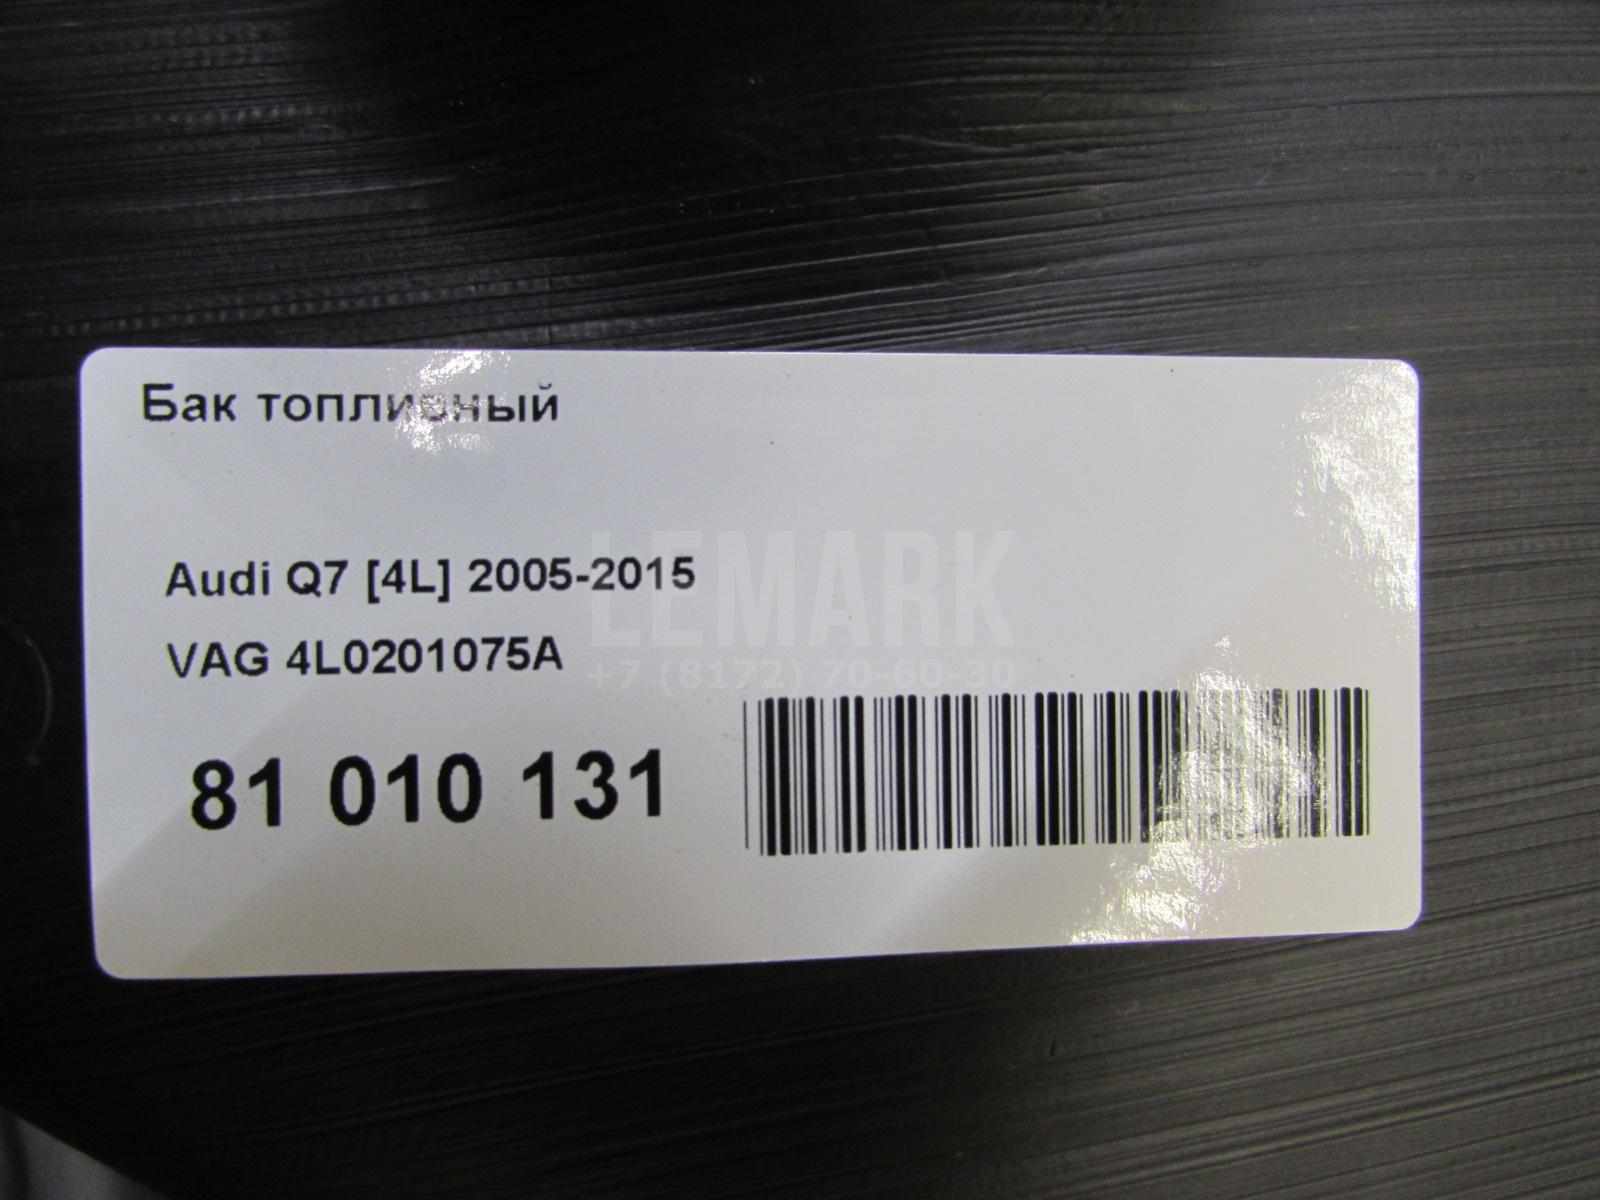 Бак топливный
Audi Q7 [4L] 2005-2015
VAG 4L0201075A
81 010 131
LEMARK
+7 (8172) 70-60-30